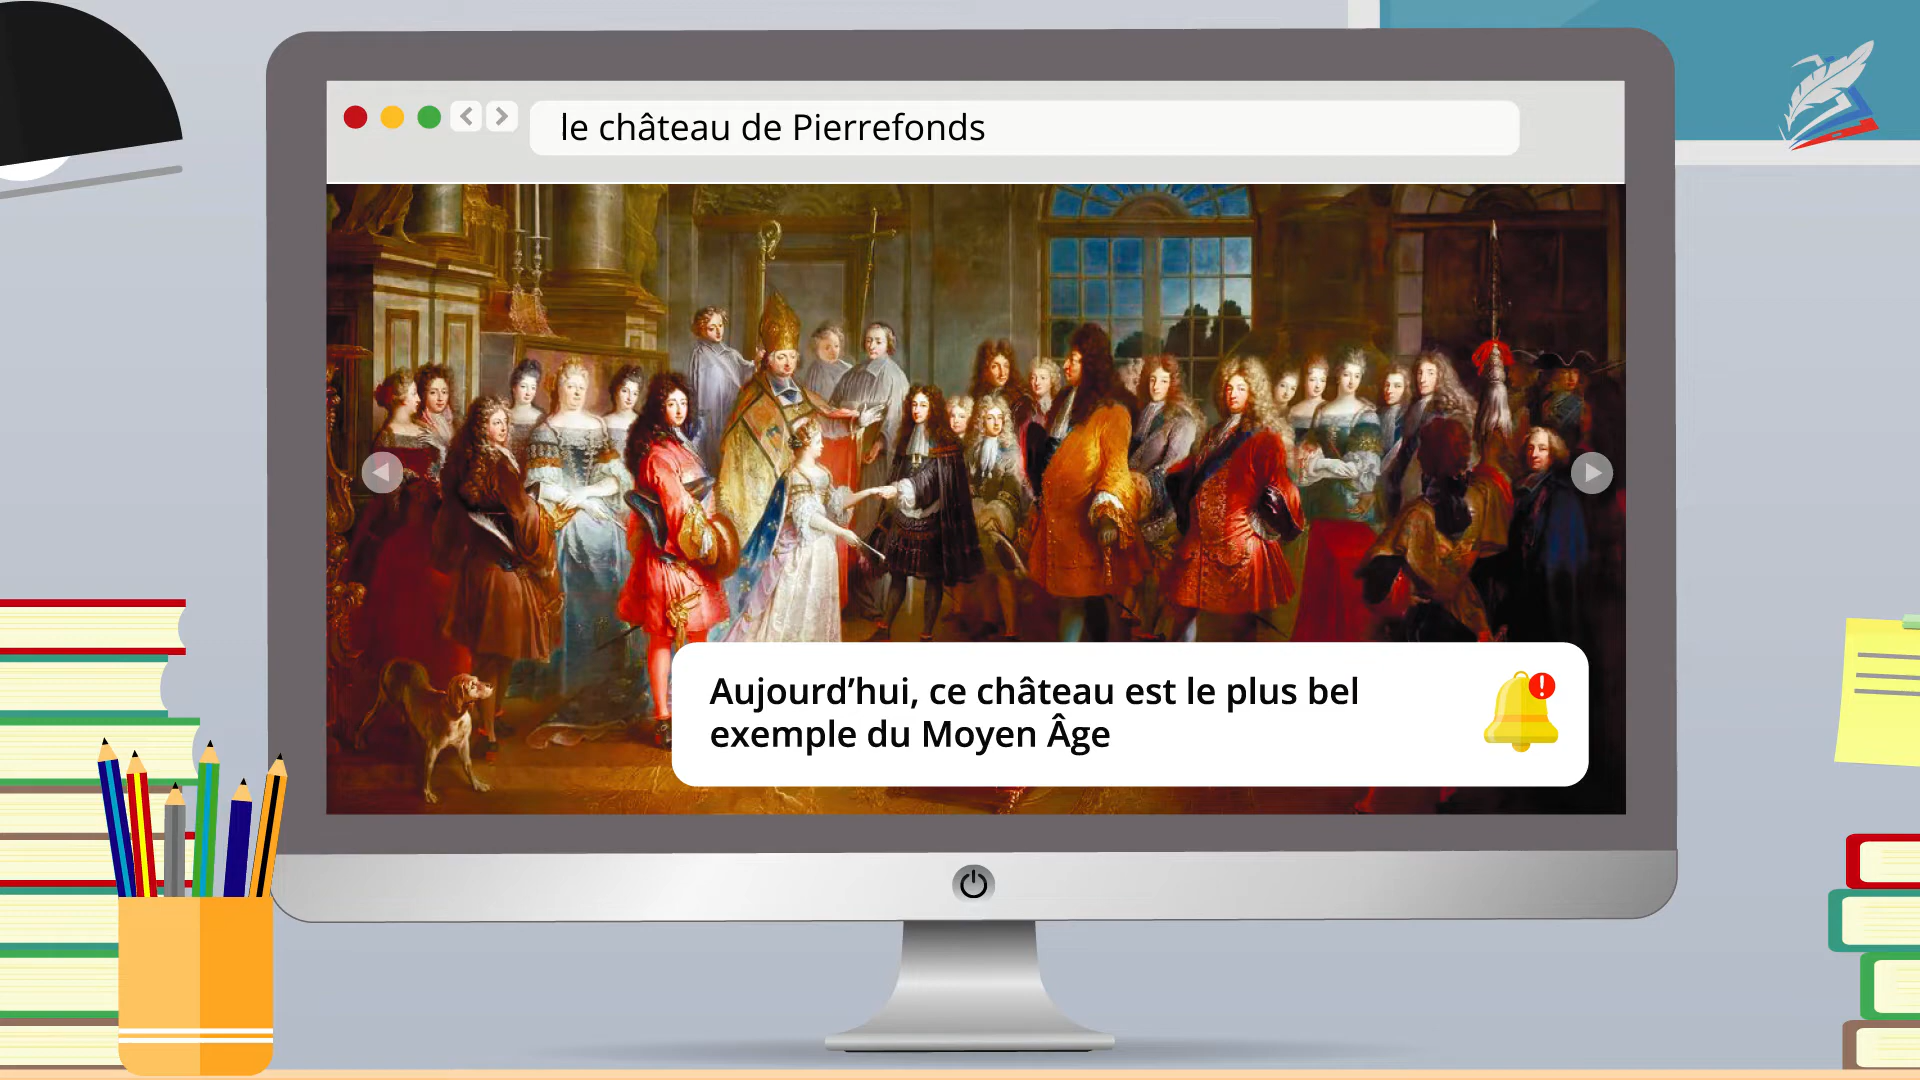 le château de Pierrefonds
Aujourd’hui, ce château est le plus bel
exemple du Moyen Âge